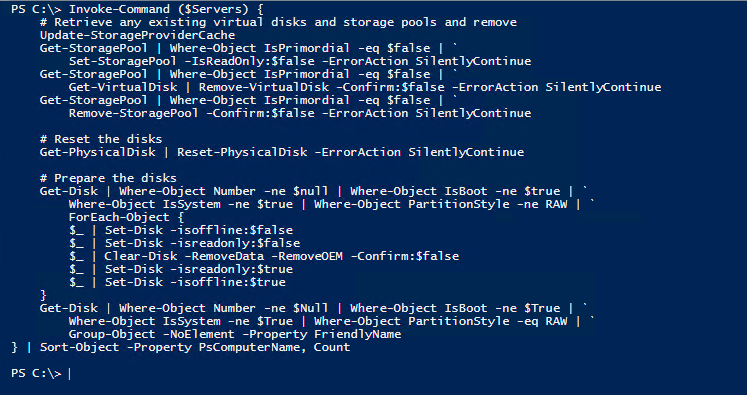 PS C:\> Invoke-Command ($Servers) {
    # Retrieve any existing virtual disks and storage pools and remove
    Update-StorageProviderCache
    Get-StoragePool | Where-Object IsPrimordial -eq $false | `
        Set-StoragePool -IsReadOnly:$false -ErrorAction SilentlyContinue
    Get-StoragePool | Where-Object IsPrimordial -eq $false | `
        Get-VirtualDisk | Remove-VirtualDisk -Confirm:$false -ErrorAction SilentlyContinue
    Get-StoragePool | Where-Object IsPrimordial -eq $false | `
        Remove-StoragePool -Confirm:$false -ErrorAction SilentlyContinue

    # Reset the disks
    Get-PhysicalDisk | Reset-PhysicalDisk -ErrorAction SilentlyContinue

    # Prepare the disks
    Get-Disk | Where-Object Number -ne $null | Where-Object IsBoot -ne $true | `
        Where-Object IsSystem -ne $true | Where-Object PartitionStyle -ne RAW | `
        ForEach-Object {
        $_ | Set-Disk -isoffline:$false
        $_ | Set-Disk -isreadonly:$false
        $_ | Clear-Disk -RemoveData -RemoveOEM -Confirm:$false
        $_ | Set-Disk -isreadonly:$true
        $_ | Set-Disk -isoffline:$true
    }
    Get-Disk | Where-Object Number -ne $Null | Where-Object IsBoot -ne $True | `
        Where-Object IsSystem -ne $True | Where-Object PartitionStyle -eq RAW | `
        Group-Object -NoElement -Property FriendlyName
} | Sort-Object -Property PsComputerName, Count

PS C:\>